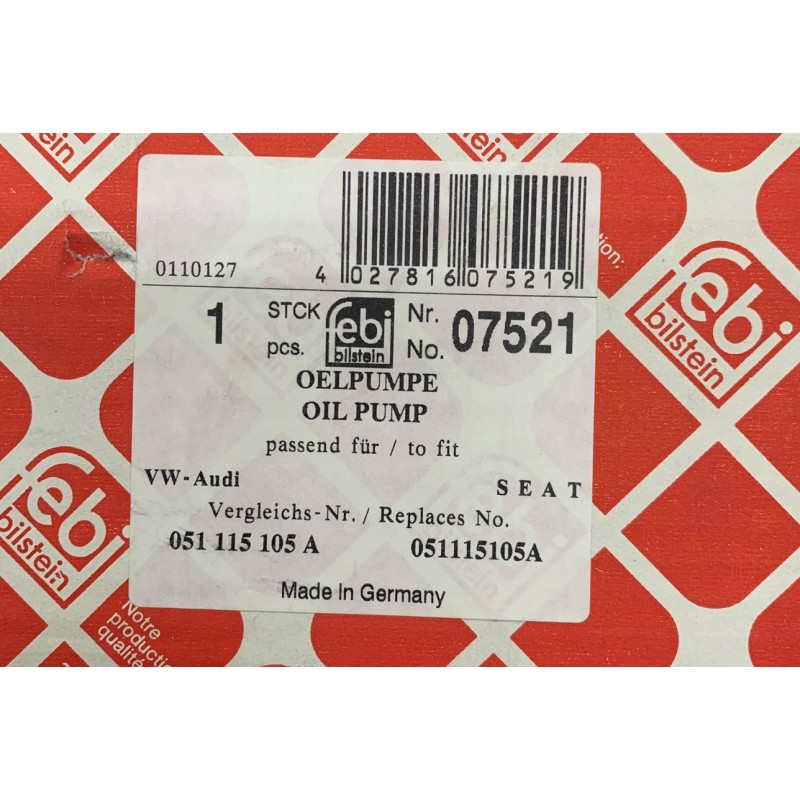 0110127
4 027816 075219
1 STCK pcs. febi bilstein Nr. No. 07521
OELPUMPE
OIL PUMP
passend für / to fit
VW-Audi SEAT
Vergleichs-Nr. / Replaces No.
051 115 105 A 051115105A
Made In Germany
febi
bilstein
febi
bilstein
Notre
production
qualité